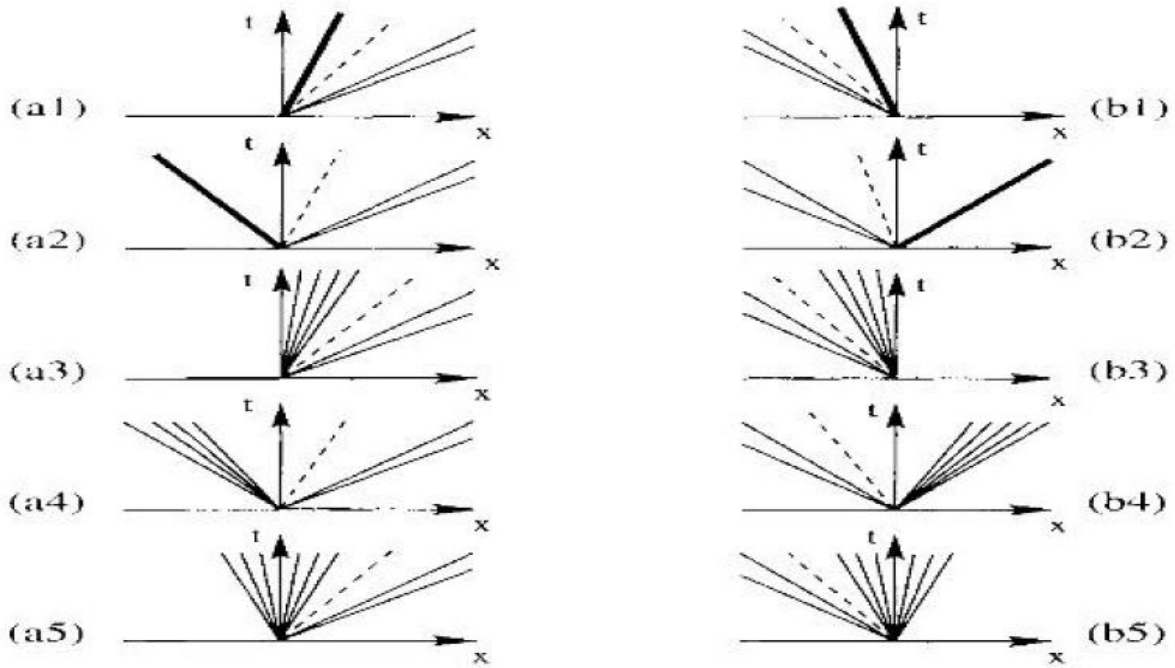 t t
(a1) x x (b1)
t t
(a2) x x (b2)
t t
(a3) x x (b3)
t t
(a4) x x (b4)
t t
(a5) x x (b5)